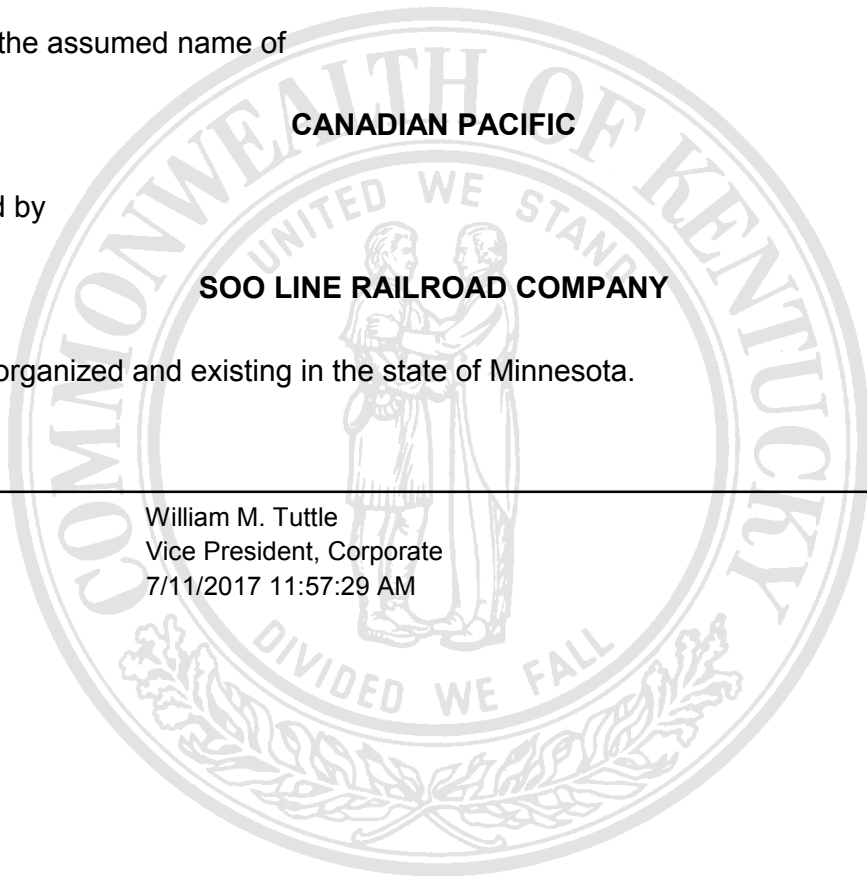 the assumed name of
CANADIAN PACIFIC
d by
SOO LINE RAILROAD COMPANY
organized and existing in the state of Minnesota.
William M. Tuttle
Vice President, Corporate
7/11/2017 11:57:29 AM
COMMONWEALTH OF KENTUCKY
UNITED WE STAND
DIVIDED WE FALL